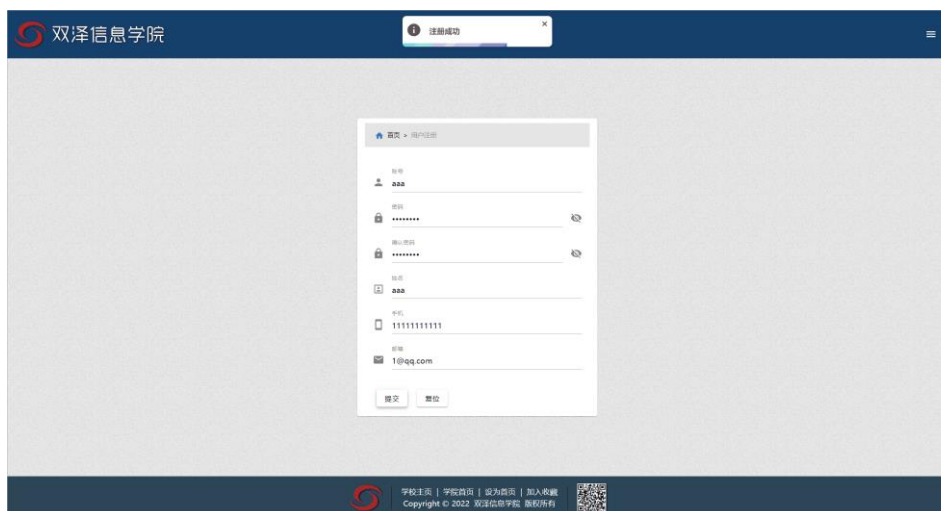 双泽信息学院
注册成功
首页 > 用户注册
账号
aaa
密码
••••••••
确认密码
••••••••
姓名
aaa
手机
11111111111
邮箱
1@qq.com
提交 重位
学校主页 | 学院首页 | 设为首页 | 加入收藏
Copyright © 2022 双泽信息学院 版权所有